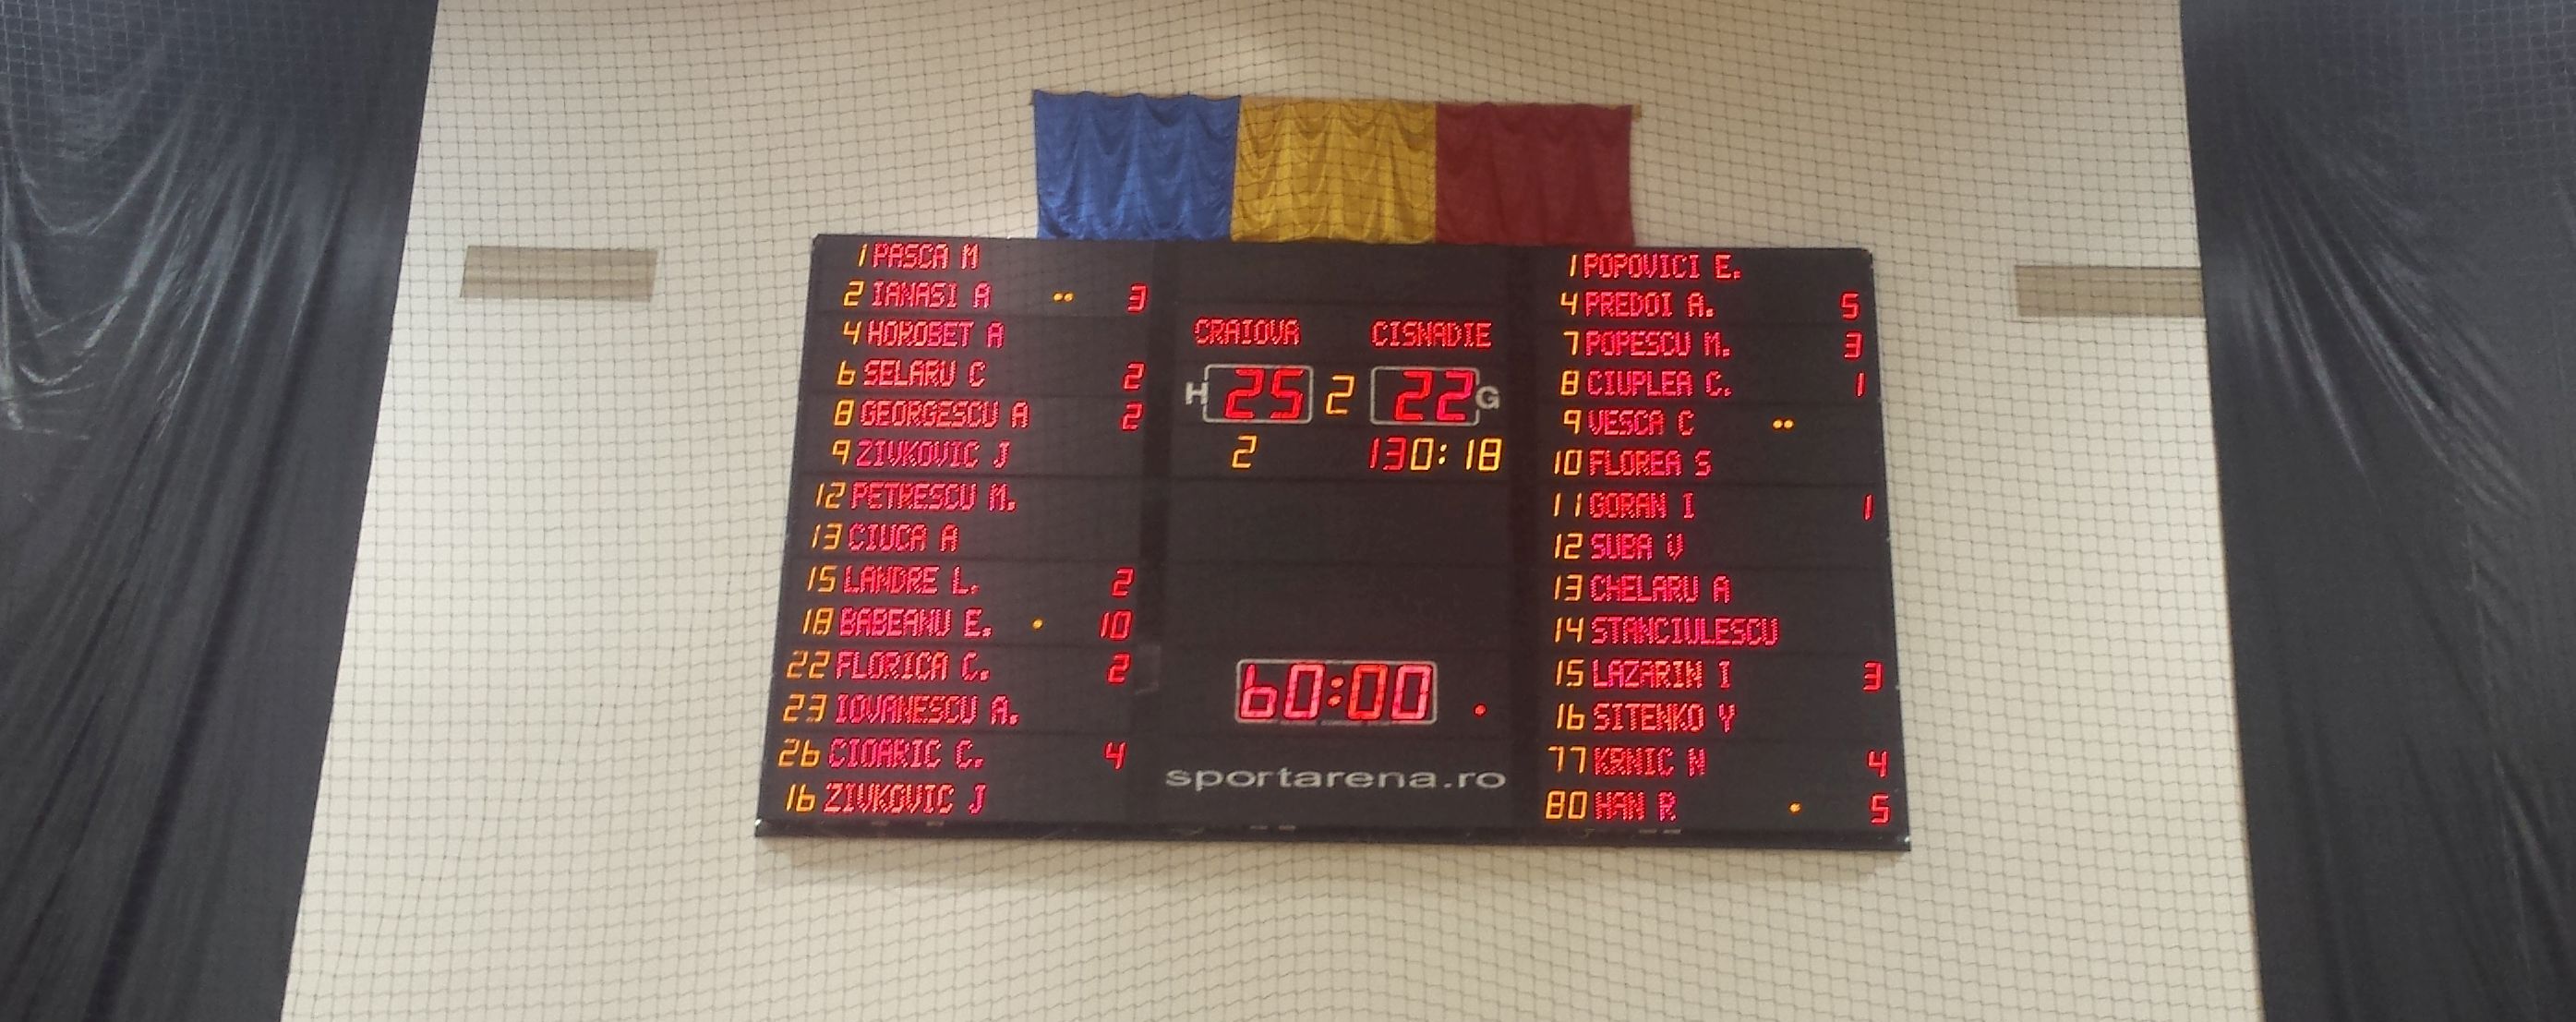 1 PASCA M
2 IANASI A 3
4 HOROBET A
6 SELARU C 2
8 GEORGESCU A 2
9 ZIVKOVIC J
12 PETRESCU M.
13 CIUCA A
15 LANDRE L. 2
18 BABEANU E. 10
22 FLORICA C. 2
23 IOVANESCU A.
26 CIOARIC C. 4
16 ZIVKOVIC J
CRAIOVA CISNADIE
H 25 2 22 G
2 130:18
60:00
sportarena.ro
1 POPOVICI E.
4 PREDOI A. 5
7 POPESCU M. 3
8 CIUPLEA C. 1
9 VESCA C
10 FLOREA S
11 GORAN I 1
12 SUBA V
13 CHELARU A
14 STANCIULESCU
15 LAZARIN I 3
16 SITENKO Y
77 KRNIC N 4
80 HAN R 5